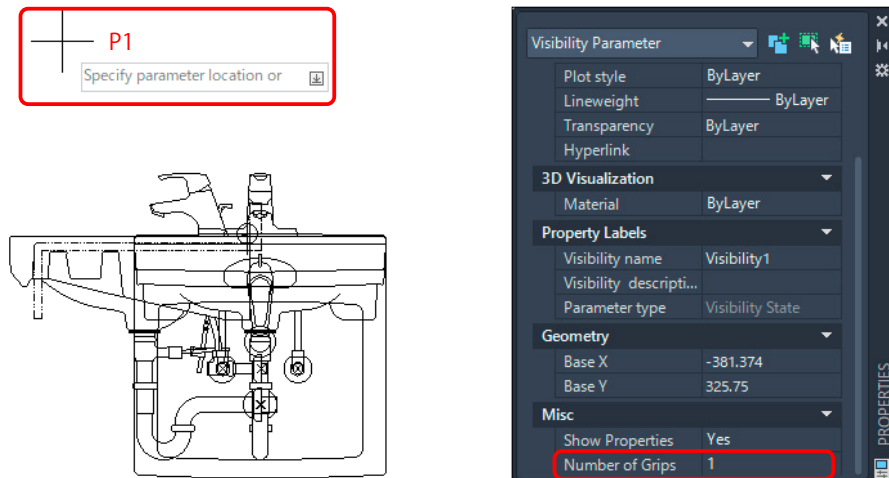 P1
Specify parameter location or
Visibility Parameter
Plot style ByLayer
Lineweight ByLayer
Transparency ByLayer
Hyperlink
3D Visualization
Material ByLayer
Property Labels
Visibility name Visibility1
Visibility descripti...
Parameter type Visibility State
Geometry
Base X -381.374
Base Y 325.75
Misc
Show Properties Yes
Number of Grips 1
PROPERTIES